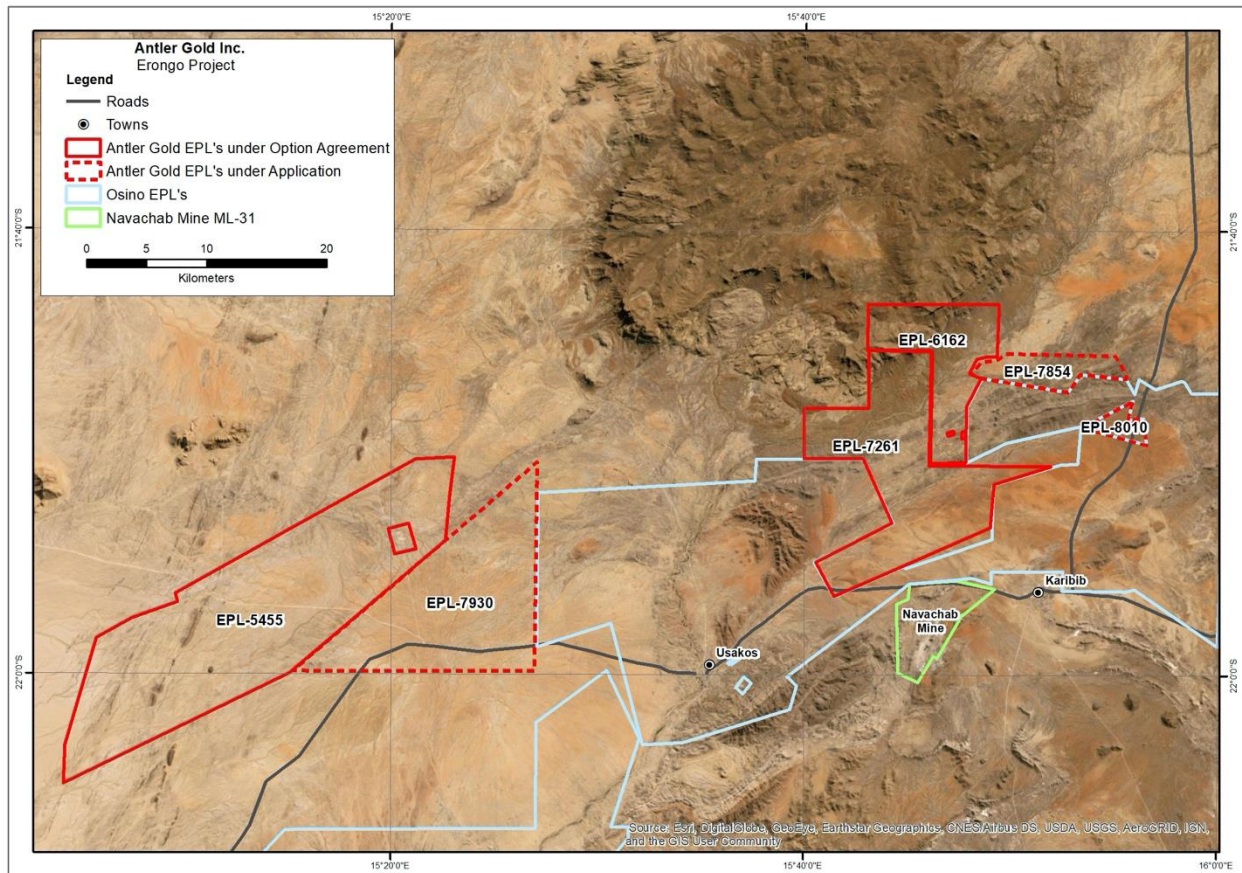 15°20'0"E
15°40'0"E
Antler Gold Inc.
Erongo Project
Legend
Roads
Towns
Antler Gold EPL's under Option Agreement
Antler Gold EPL's under Application
Osino EPL's
Navachab Mine ML-31
0 5 10 20
Kilometers
21°40'0"S
21°40'0"S
EPL-6162
EPL-7854
EPL-8010
EPL-7261
EPL-7930
EPL-5455
Karibib
Navachab
Mine
Usakos
22°0'0"S
22°0'0"S
Source: Esri, DigitalGlobe, GeoEye, Earthstar Geographics, CNES/Airbus DS, USDA, USGS, AeroGRID, IGN,
and the GIS User Community
15°20'0"E
15°40'0"E
16°0'0"E